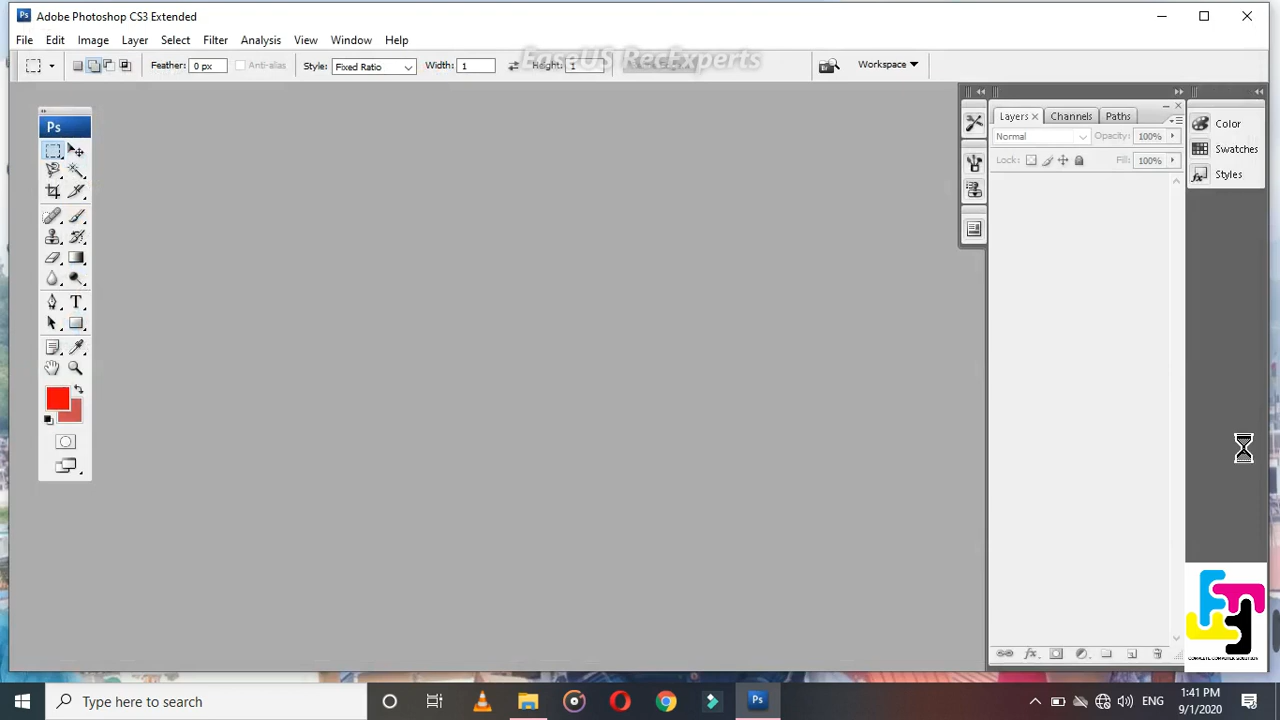 Adobe Photoshop CS3 Extended
File Edit Image Layer Select Filter Analysis View Window Help
EaseUS RecExperts
Feather: 0 px Anti-alias Style: Fixed Ratio Width: 1 Height: 1 Workspace
Ps
Layers Channels Paths
Normal Opacity: 100%
Lock: Fill: 100%
Color
Swatches
Styles
T
Type here to search
Ps
ENG
1:41 PM
9/1/2020